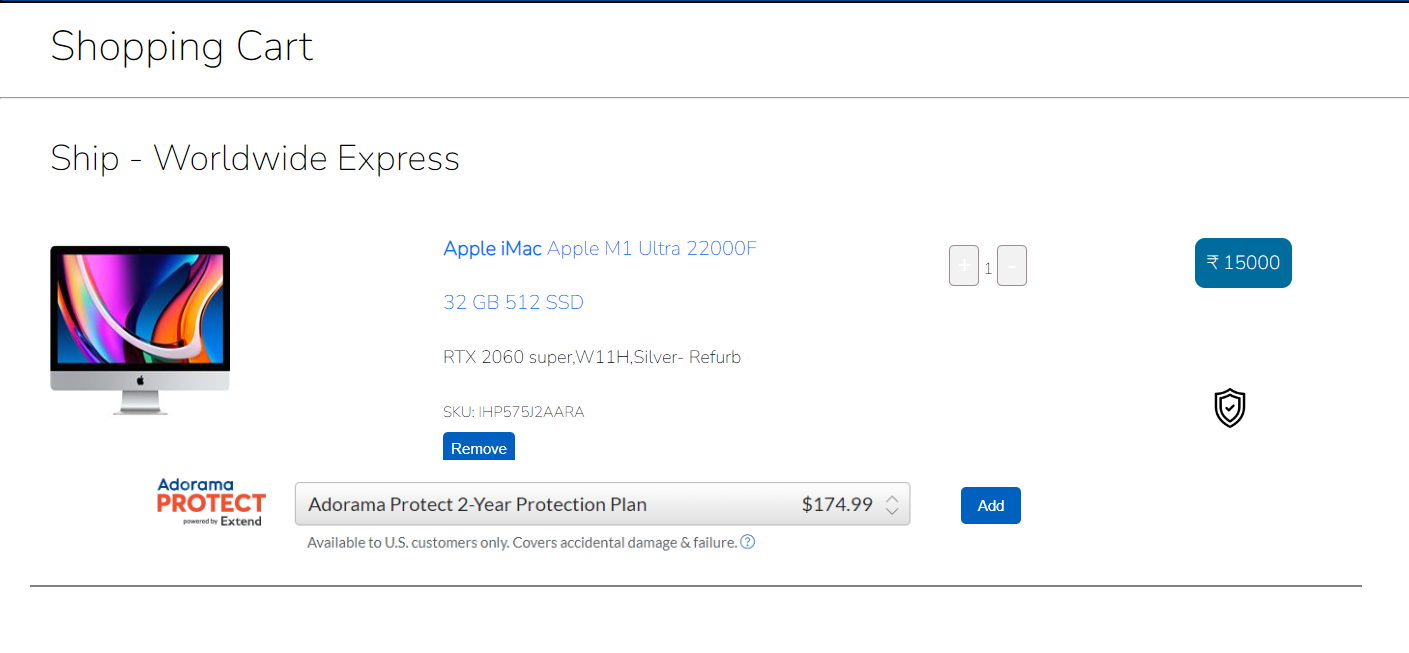 Shopping Cart
Ship - Worldwide Express
Apple iMac Apple M1 Ultra 22000F
+ 1 -
₹ 15000
32 GB 512 SSD
RTX 2060 super,W11H,Silver- Refurb
SKU: IHP575J2AARA
Remove
Adorama
PROTECT
powered by Extend
Adorama Protect 2-Year Protection Plan $174.99
Add
Available to U.S. customers only. Covers accidental damage & failure. ?